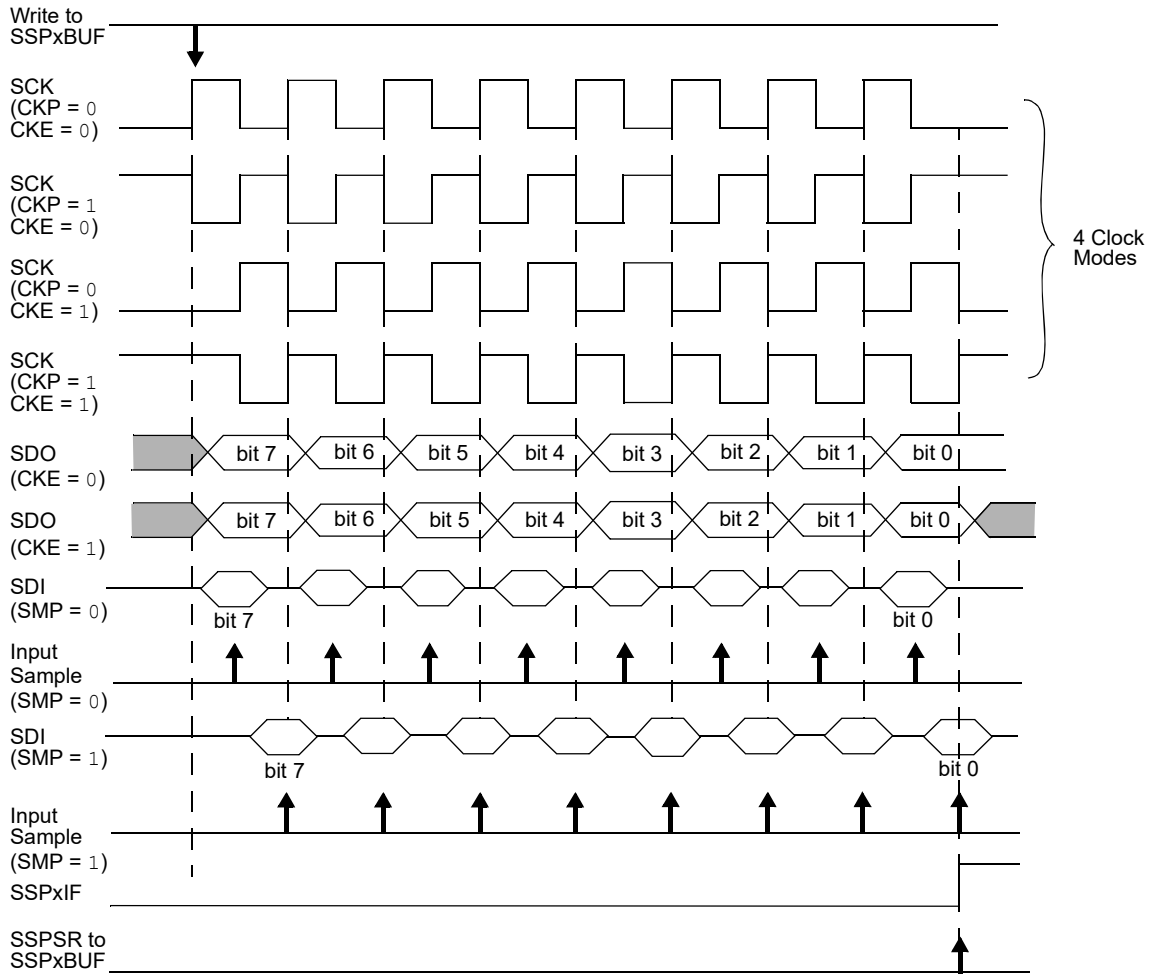 Write to
SSPxBUF
SCK
(CKP = 0
CKE = 0)
SCK
(CKP = 1
CKE = 0)
SCK
(CKP = 0
CKE = 1)
SCK
(CKP = 1
CKE = 1)
4 Clock
Modes
SDO
(CKE = 0)
bit 7 bit 6 bit 5 bit 4 bit 3 bit 2 bit 1 bit 0
SDO
(CKE = 1)
bit 7 bit 6 bit 5 bit 4 bit 3 bit 2 bit 1 bit 0
SDI
(SMP = 0)
bit 7 bit 0
Input
Sample
(SMP = 0)
SDI
(SMP = 1)
bit 7 bit 0
Input
Sample
(SMP = 1)
SSPxIF
SSPSR to
SSPxBUF